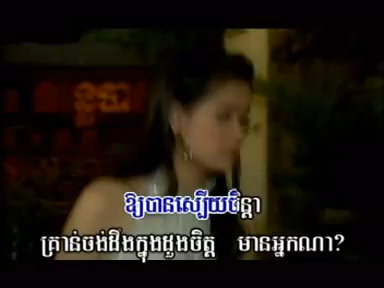 ឱ្យបានស្បើយចិន្តា
គ្រាន់ចង់ដឹងក្នុងដួងចិត្ត មានអ្នកណា?